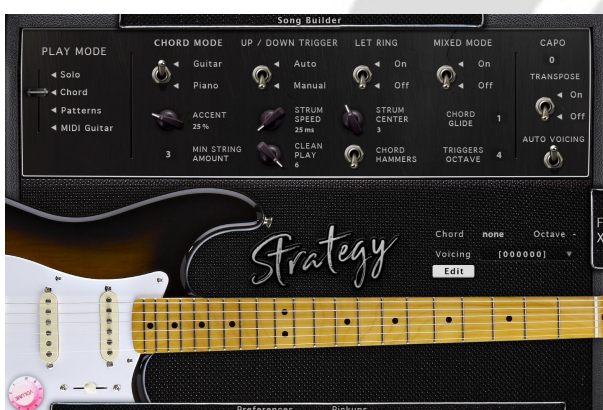 Song Builder
PLAY MODE
Solo
Chord
Patterns
MIDI Guitar
CHORD MODE
Guitar
Piano
UP / DOWN TRIGGER
Auto
Manual
LET RING
On
Off
MIXED MODE
On
Off
CAPO
0
TRANSPOSE
On
Off
AUTO VOICING
ACCENT
25 %
STRUM
SPEED
25 ms
STRUM
CENTER
3
CHORD
GLIDE
1
3
MIN STRING
AMOUNT
CLEAN
PLAY
6
CHORD
HAMMERS
TRIGGERS
OCTAVE
4
Strategy
Chord none Octave -
Voicing [000000]
Edit
F
X
VOLUME
Preferences
Pickups